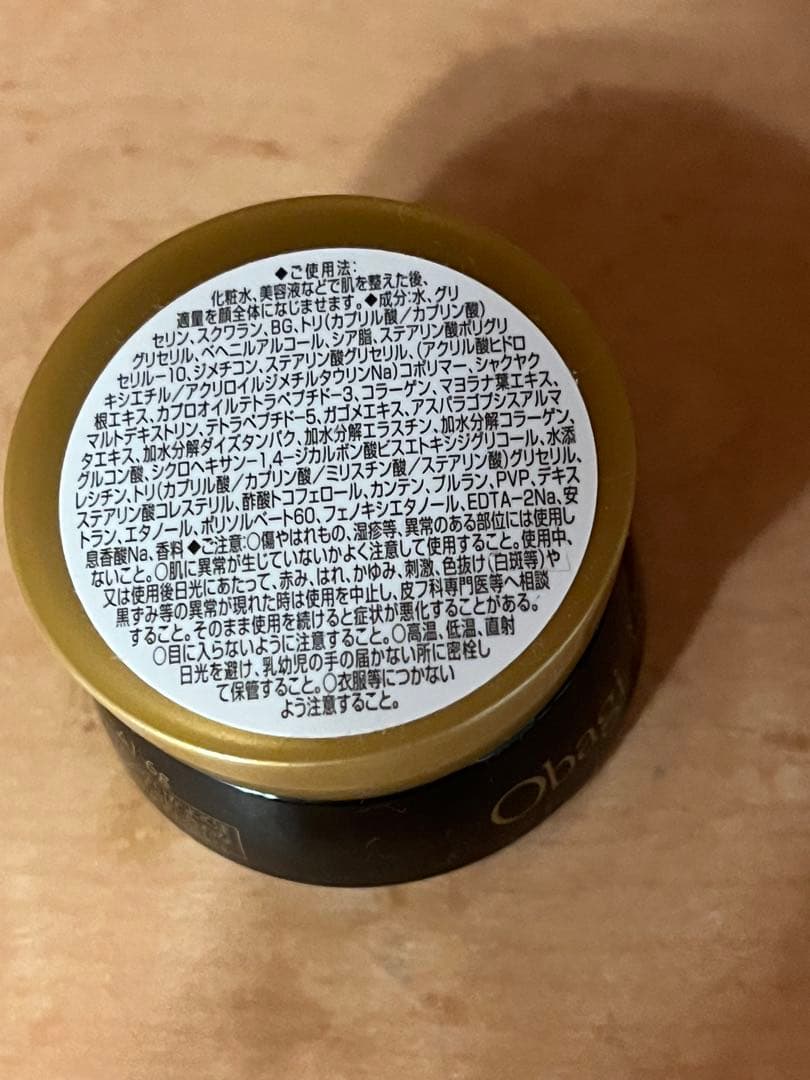 ◆ご使用法:
化粧水、美容液などで肌を整えた後、
適量を顔全体になじませます。◆成分:水、グリ
セリン、スクワラン、BG、トリ(カプリル酸/カプリン酸)
グリセリル、ベヘニルアルコール、シア脂、ステアリン酸ポリグリ
セリル-10、ジメチコン、ステアリン酸グリセリル、(アクリル酸ヒドロ
キシエチル/アクリロイルジメチルタウリンNa)コポリマー、シャクヤク
根エキス、カプロオイルテトラペプチド-3、コラーゲン、マヨラナ葉エキス、
マルトデキストリン、テトラペプチド-5、ガゴメエキス、アスパラゴプシスアルマ
タエキス、加水分解ダイズタンパク、加水分解エラスチン、加水分解コラーゲン、
グルコン酸、シクロヘキサン-1,4-ジカルボン酸ビスエトキシジグリコール、水添
レシチン、トリ(カプリル酸/カプリン酸/ミリスチン酸/ステアリン酸)グリセリル、
ステアリン酸コレステリル、酢酸トコフェロール、カンテン、プルラン、PVP、デキス
トラン、エタノール、ポリソルベート60、フェノキシエタノール、EDTA-2Na、安
息香酸Na、香料 ◆ご注意:○傷やはれもの、湿疹等、異常のある部位には使用し
ないこと。○肌に異常が生じていないかよく注意して使用すること。使用中、
又は使用後日光にあたって、赤み、はれ、かゆみ、刺激、色抜け(白斑等)や
黒ずみ等の異常が現れた時は使用を中止し、皮フ科専門医等へ相談
すること。そのまま使用を続けると症状が悪化することがある。
○目に入らないように注意すること。○高温、低温、直射
日光を避け、乳幼児の手の届かない所に密栓し
て保管すること。○衣服等につかない
よう注意すること。
Obagi